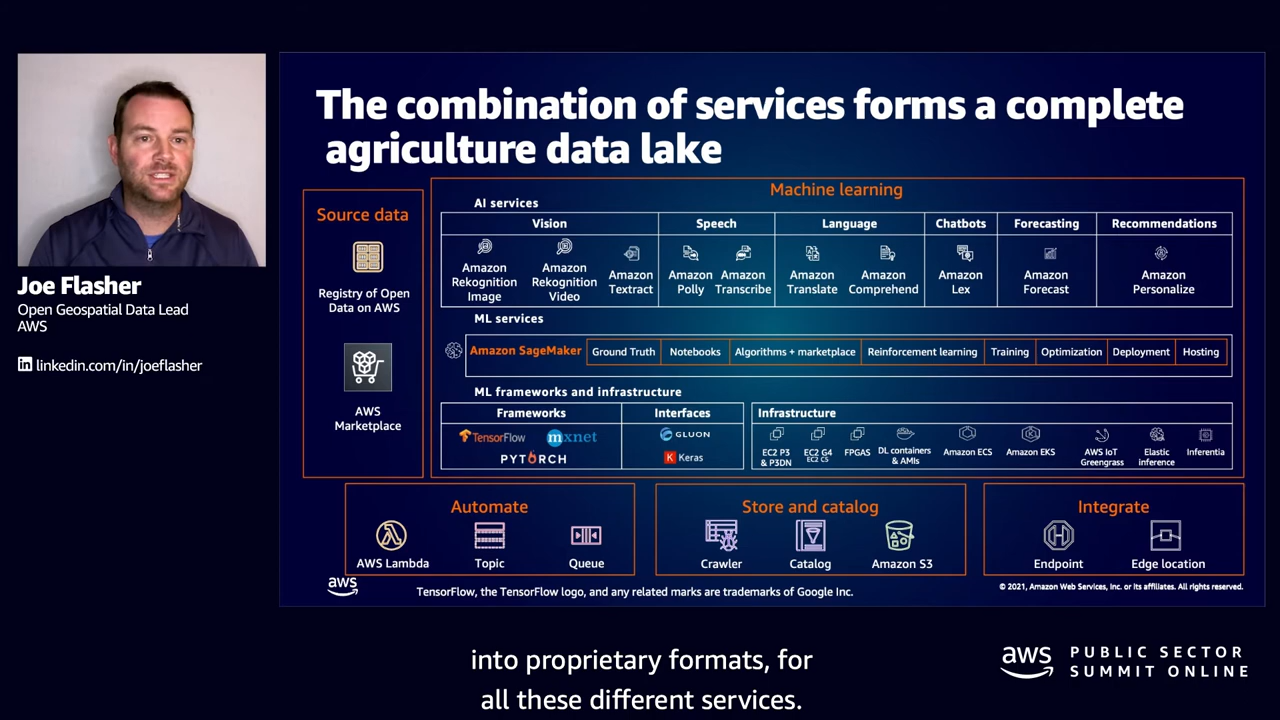 The combination of services forms a complete
agriculture data lake
Joe Flasher
Open Geospatial Data Lead
AWS
in linkedin.com/in/joeflasher
Source data
Registry of Open
Data on AWS
AWS
Marketplace
Machine learning
AI services
Vision
Speech
Language
Chatbots
Forecasting
Recommendations
Amazon
Rekognition
Image
Amazon
Rekognition
Video
Amazon
Textract
Amazon
Polly
Amazon
Transcribe
Amazon
Translate
Amazon
Comprehend
Amazon
Lex
Amazon
Forecast
Amazon
Personalize
ML services
Amazon SageMaker
Ground Truth
Notebooks
Algorithms + marketplace
Reinforcement learning
Training
Optimization
Deployment
Hosting
ML frameworks and infrastructure
Frameworks
TensorFlow
mxnet
PYTORCH
Interfaces
GLUON
K Keras
Infrastructure
EC2 P3
& P3DN
EC2 G4
EC2 C5
FPGAS
DL containers
& AMIs
Amazon ECS
Amazon EKS
AWS IoT
Greengrass
Elastic
inference
Inferentia
Automate
AWS Lambda
Topic
Queue
Store and catalog
Crawler
Catalog
Amazon S3
Integrate
Endpoint
Edge location
aws
TensorFlow, the TensorFlow logo, and any related marks are trademarks of Google Inc.
© 2021, Amazon Web Services, Inc. or its affiliates. All rights reserved.
into proprietary formats, for
all these different services.
aws
PUBLIC SECTOR
SUMMIT ONLINE